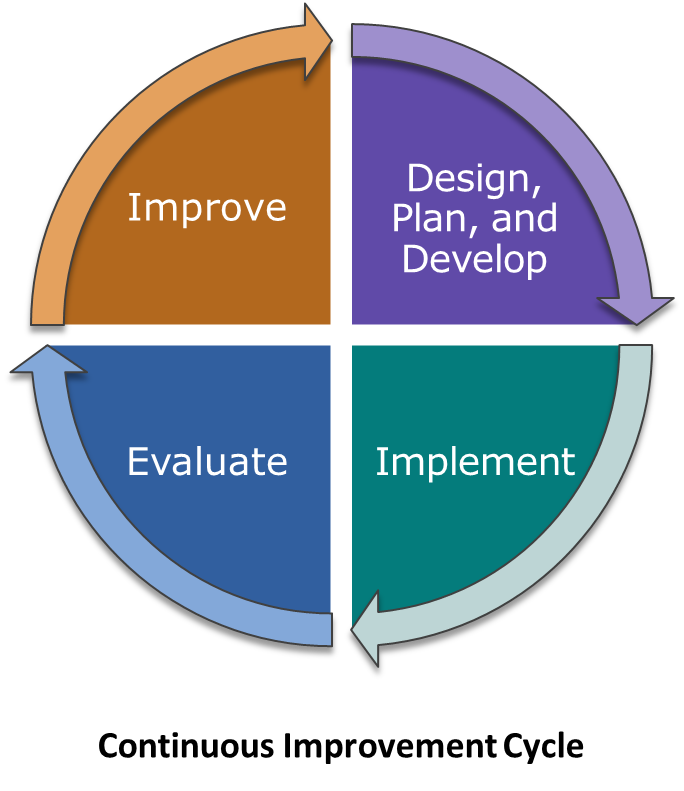 Improve
Design,
Plan, and
Develop
Evaluate
Implement
Continuous Improvement Cycle